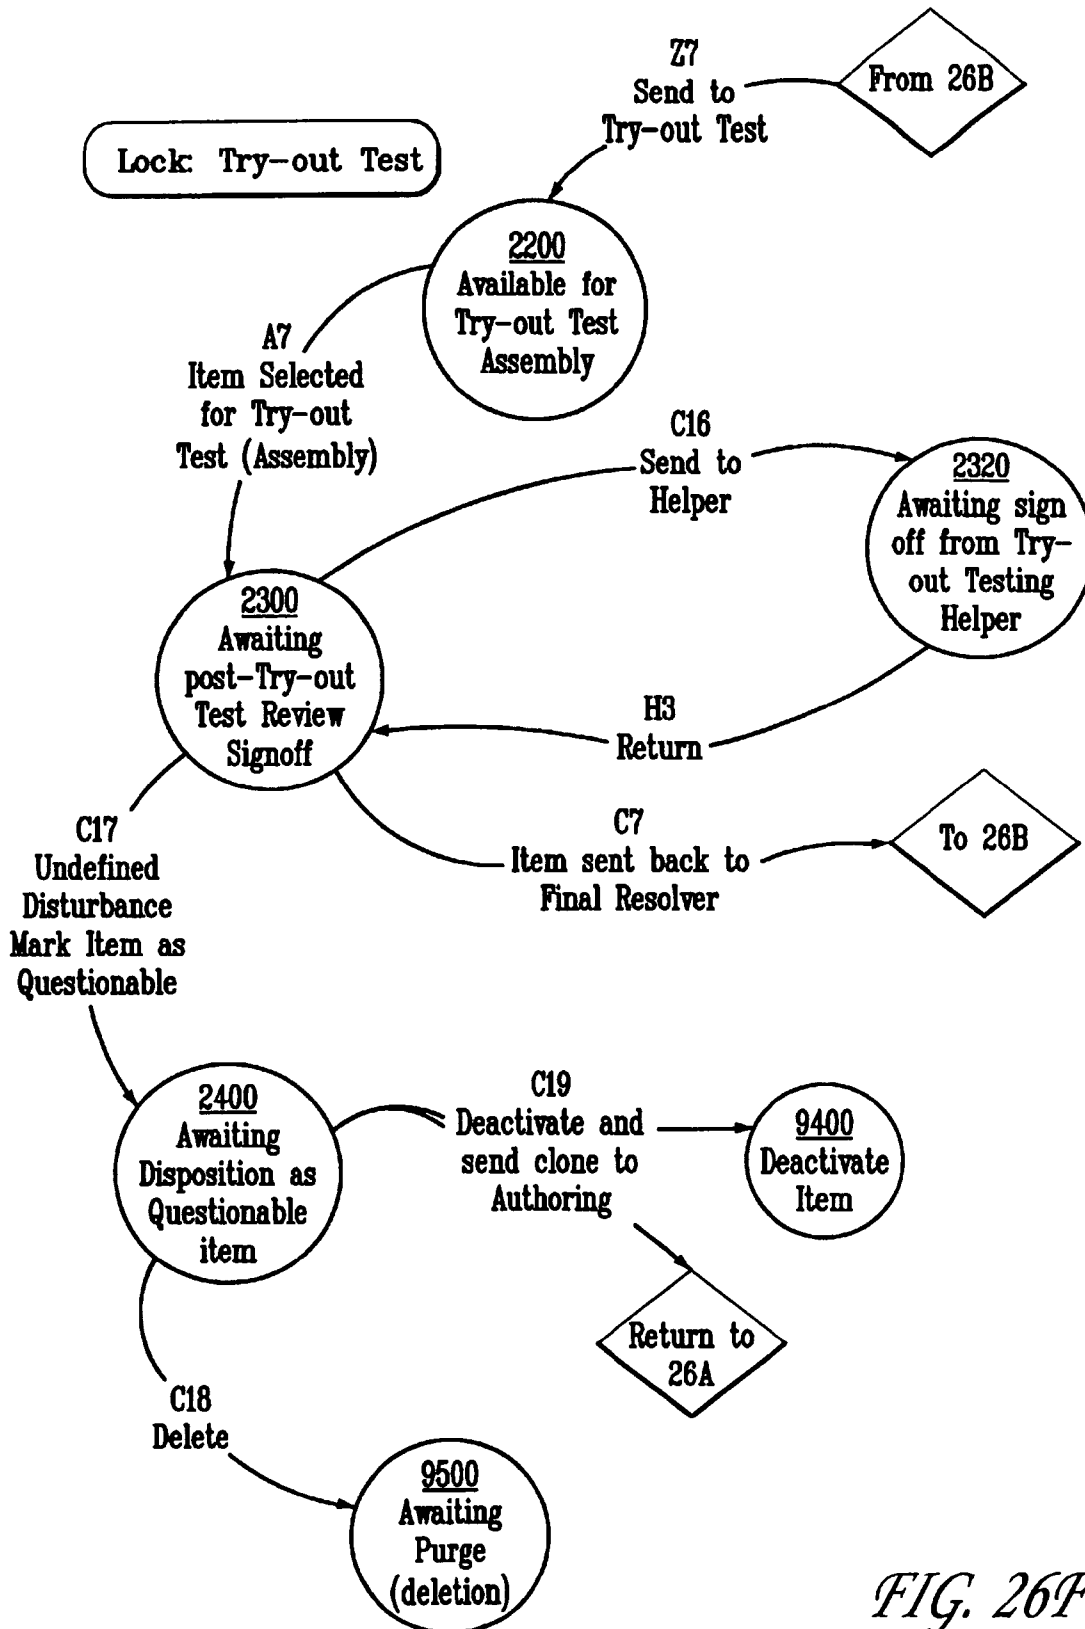 Z7
Send to
Try-out Test
From 26B
Lock: Try-out Test
2200
Available for
Try-out Test
Assembly
A7
Item Selected
for Try-out
Test (Assembly)
C16
Send to
Helper
2320
Awaiting sign
off from Try-
out Testing
Helper
2300
Awaiting
post-Try-out
Test Review
Signoff
H3
Return
C7
Item sent back to
Final Resolver
To 26B
C17
Undefined
Disturbance
Mark Item as
Questionable
2400
Awaiting
Disposition as
Questionable
item
C19
Deactivate and
send clone to
Authoring
9400
Deactivate
Item
Return to
26A
C18
Delete
9500
Awaiting
Purge
(deletion)
FIG. 26F